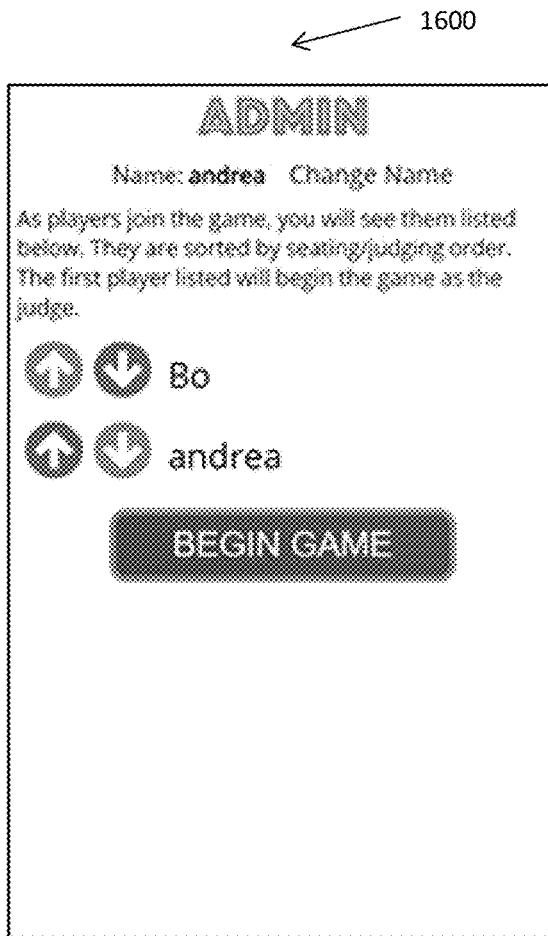 1600
ADMIN
Name: andrea Change Name
As players join the game, you will see them listed
below. They are sorted by seating/judging order.
The first player listed will begin the game as the
judge.
Bo
andrea
BEGIN GAME